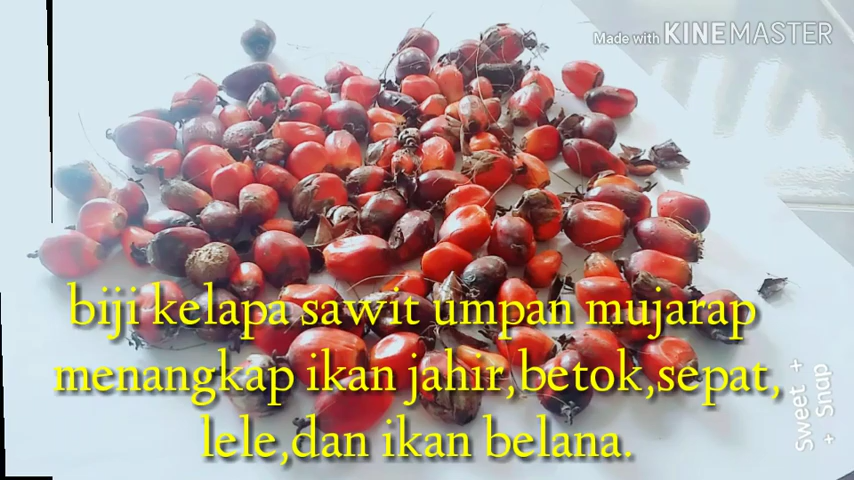 Made with KINEMASTER
biji kelapa sawit umpan mujarap
menangkap ikan jahir,betok,sepat,
lele,dan ikan belana.
Sweet +
+ Snap